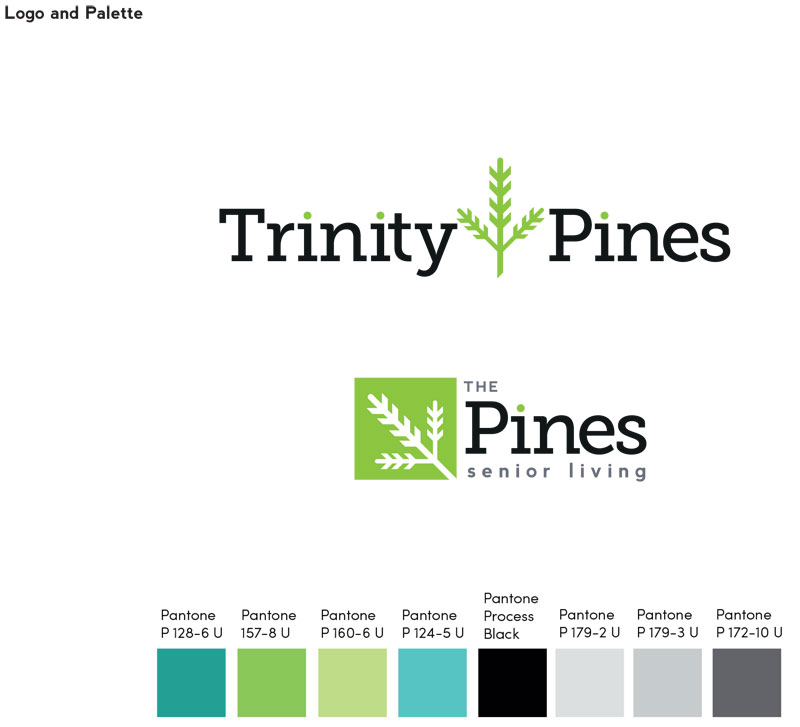 Logo and Palette
Trinity Pines
THE
Pines
senior living
Pantone
P 128-6 U
Pantone
157-8 U
Pantone
P 160-6 U
Pantone
P 124-5 U
Pantone
Process
Black
Pantone
P 179-2 U
Pantone
P 179-3 U
Pantone
P 172-10 U